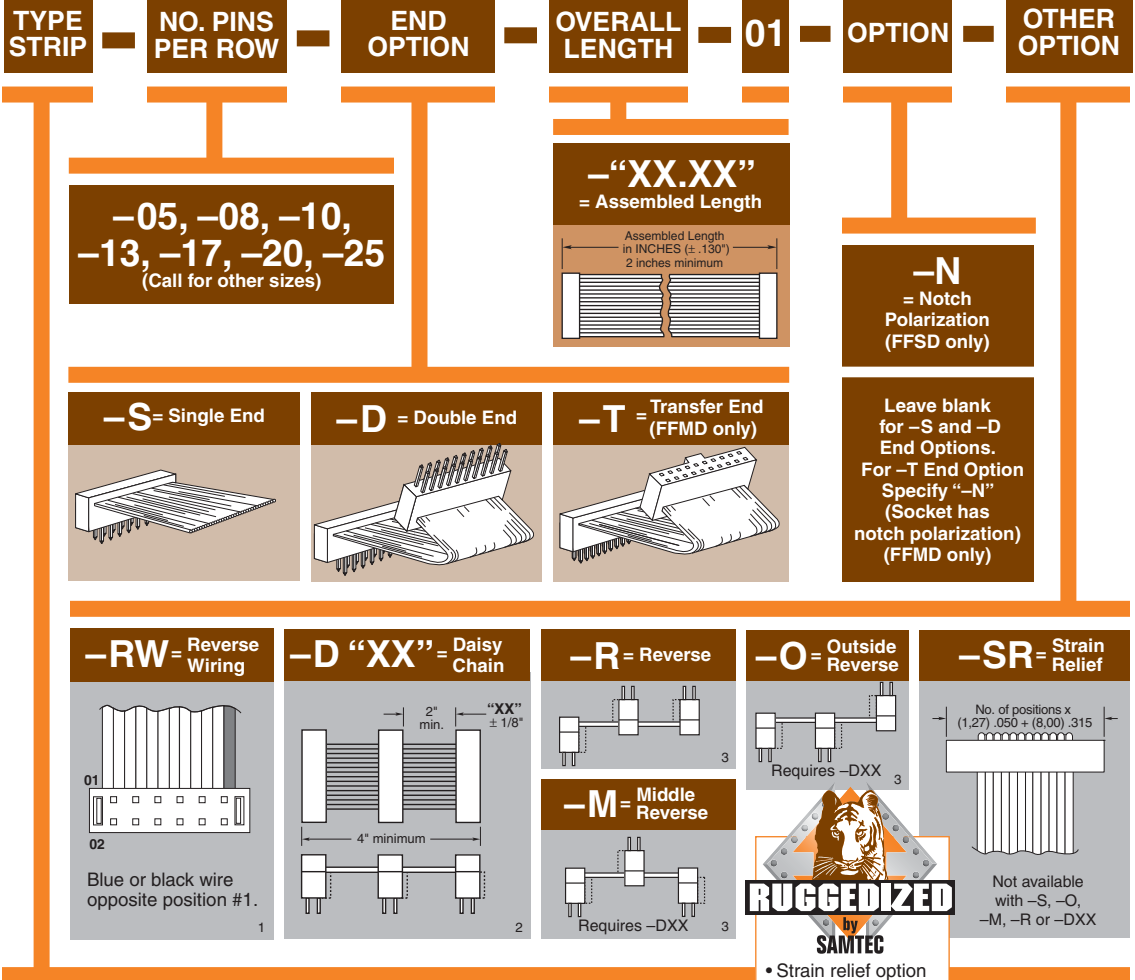 TYPE STRIP
NO. PINS PER ROW
END OPTION
OVERALL LENGTH
01
OPTION
OTHER OPTION
–05, –08, –10,
–13, –17, –20, –25
(Call for other sizes)
–“XX.XX”
= Assembled Length
Assembled Length
in INCHES (± .130")
2 inches minimum
–N
= Notch
Polarization
(FFSD only)
Leave blank
for –S and –D
End Options.
For –T End Option
Specify “–N”
(Socket has
notch polarization)
(FFMD only)
–S = Single End
–D = Double End
–T = Transfer End
(FFMD only)
–RW = Reverse
Wiring
01
02
Blue or black wire
opposite position #1.
1
–D “XX” = Daisy
Chain
2"
min.
“XX”
± 1/8"
4" minimum
2
–R = Reverse
3
–M = Middle
Reverse
Requires –DXX
3
–O = Outside
Reverse
Requires –DXX
3
–SR = Strain
Relief
No. of positions x
(1,27) .050 + (8,00) .315
Not available
with –S, –O,
–M, –R or –DXX
RUGGEDIZED
by
SAMTEC
• Strain relief option